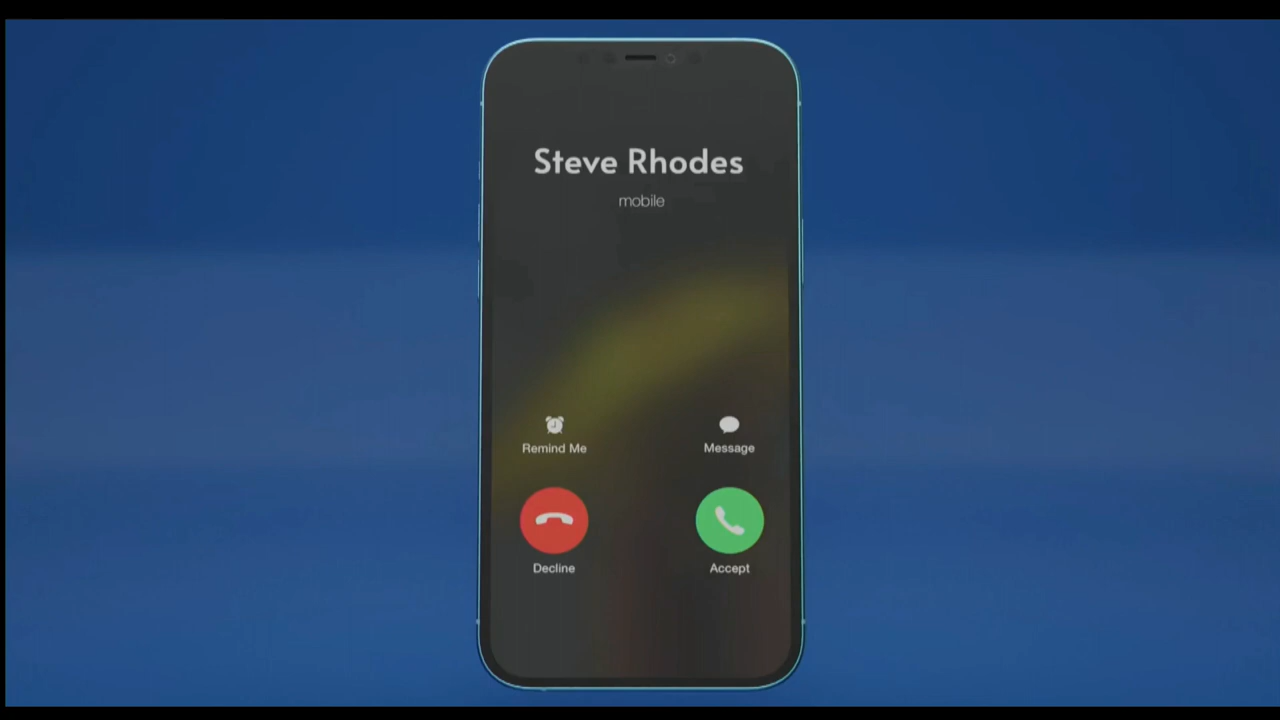 Steve Rhodes
mobile
Remind Me
Message
Decline
Accept